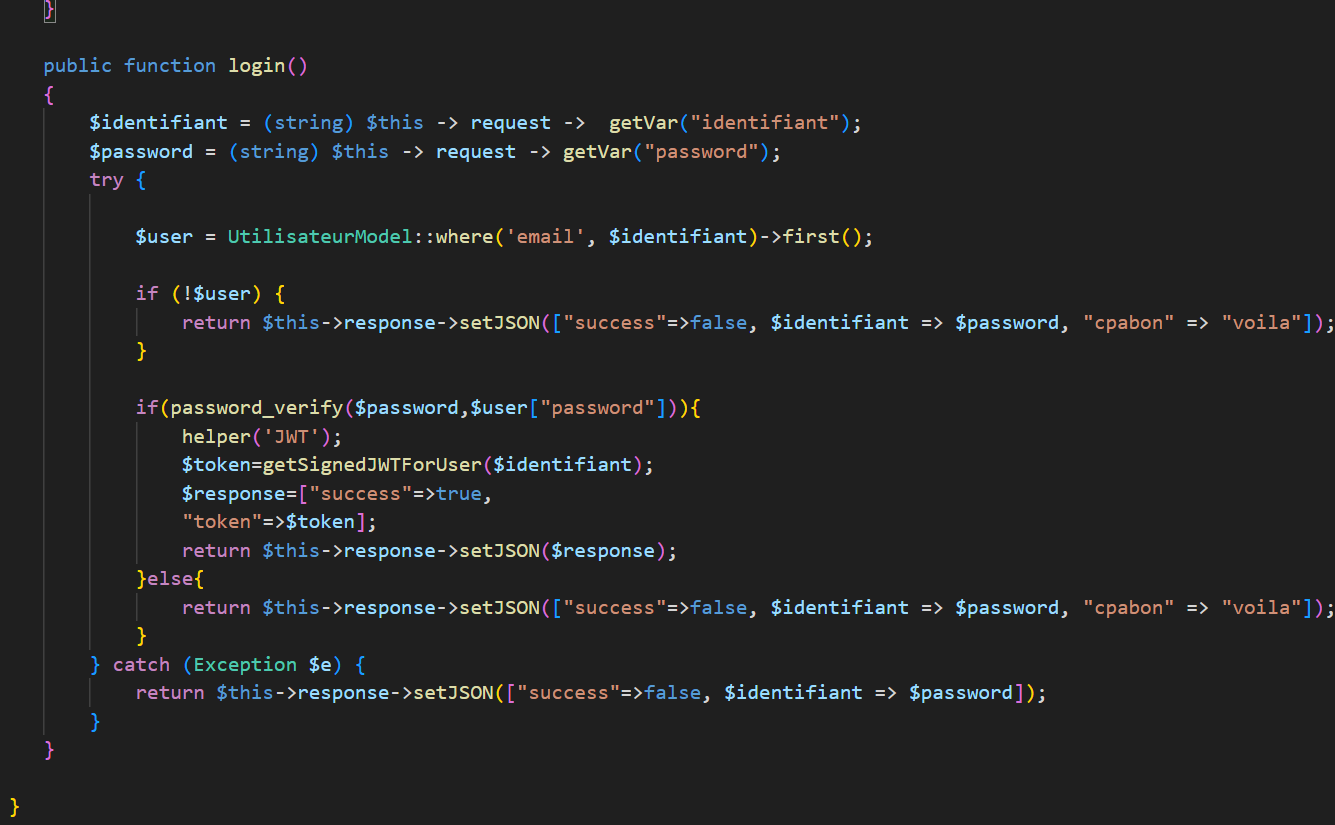 }
public function login()
{
$identifiant = (string) $this -> request ->  getVar("identifiant");
$password = (string) $this -> request -> getVar("password");
try {
$user = UtilisateurModel::where('email', $identifiant)->first();
if (!$user) {
return $this->response->setJSON(["success"=>false, $identifiant => $password, "cpabon" => "voila"]);
}
if(password_verify($password,$user["password"])){
helper('JWT');
$token=getSignedJWTForUser($identifiant);
$response=["success"=>true,
"token"=>$token];
return $this->response->setJSON($response);
}else{
return $this->response->setJSON(["success"=>false, $identifiant => $password, "cpabon" => "voila"]);
}
} catch (Exception $e) {
return $this->response->setJSON(["success"=>false, $identifiant => $password]);
}
}
}